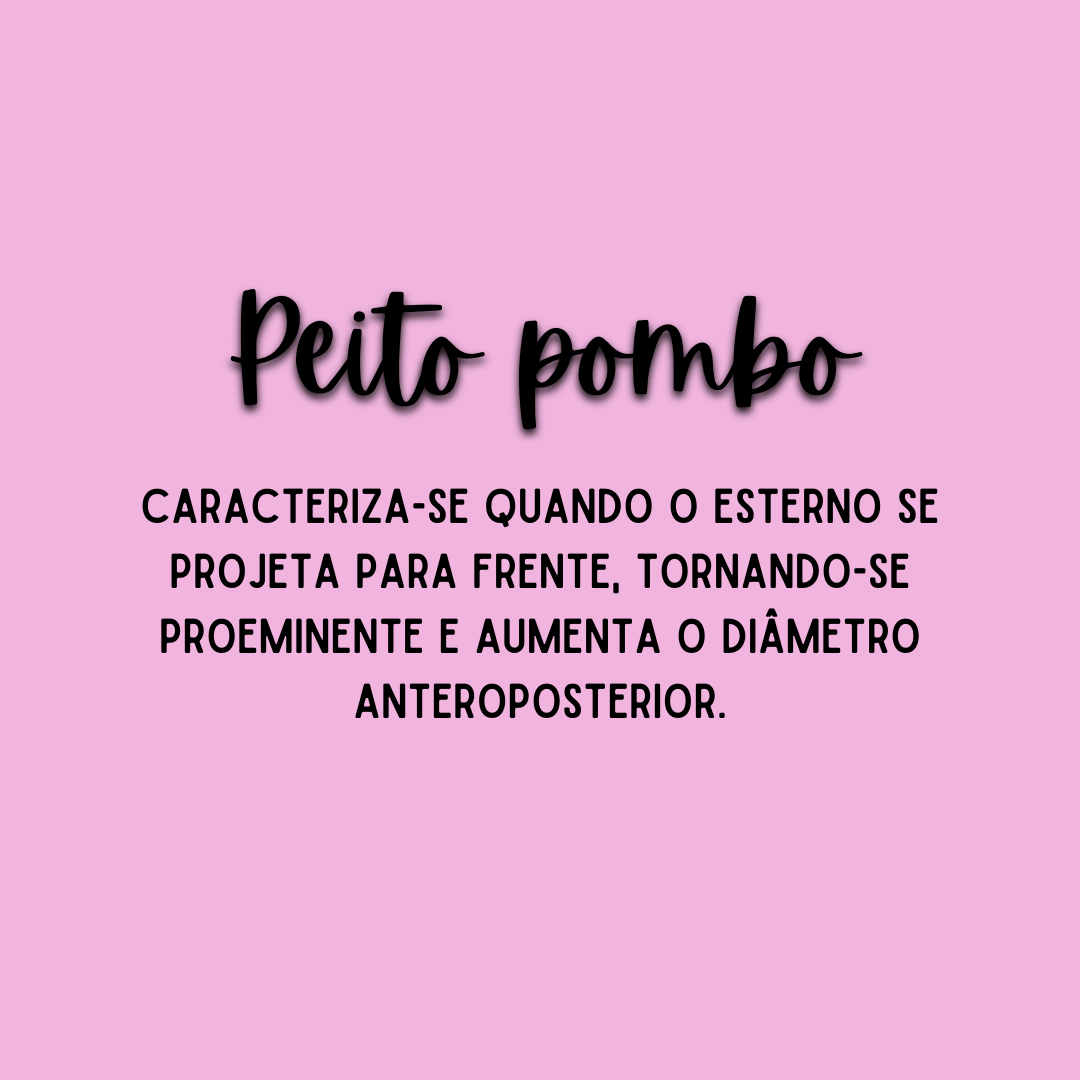 Peito pombo
CARACTERIZA-SE QUANDO O ESTERNO SE
PROJETA PARA FRENTE, TORNANDO-SE
PROEMINENTE E AUMENTA O DIÂMETRO
ANTEROPOSTERIOR.